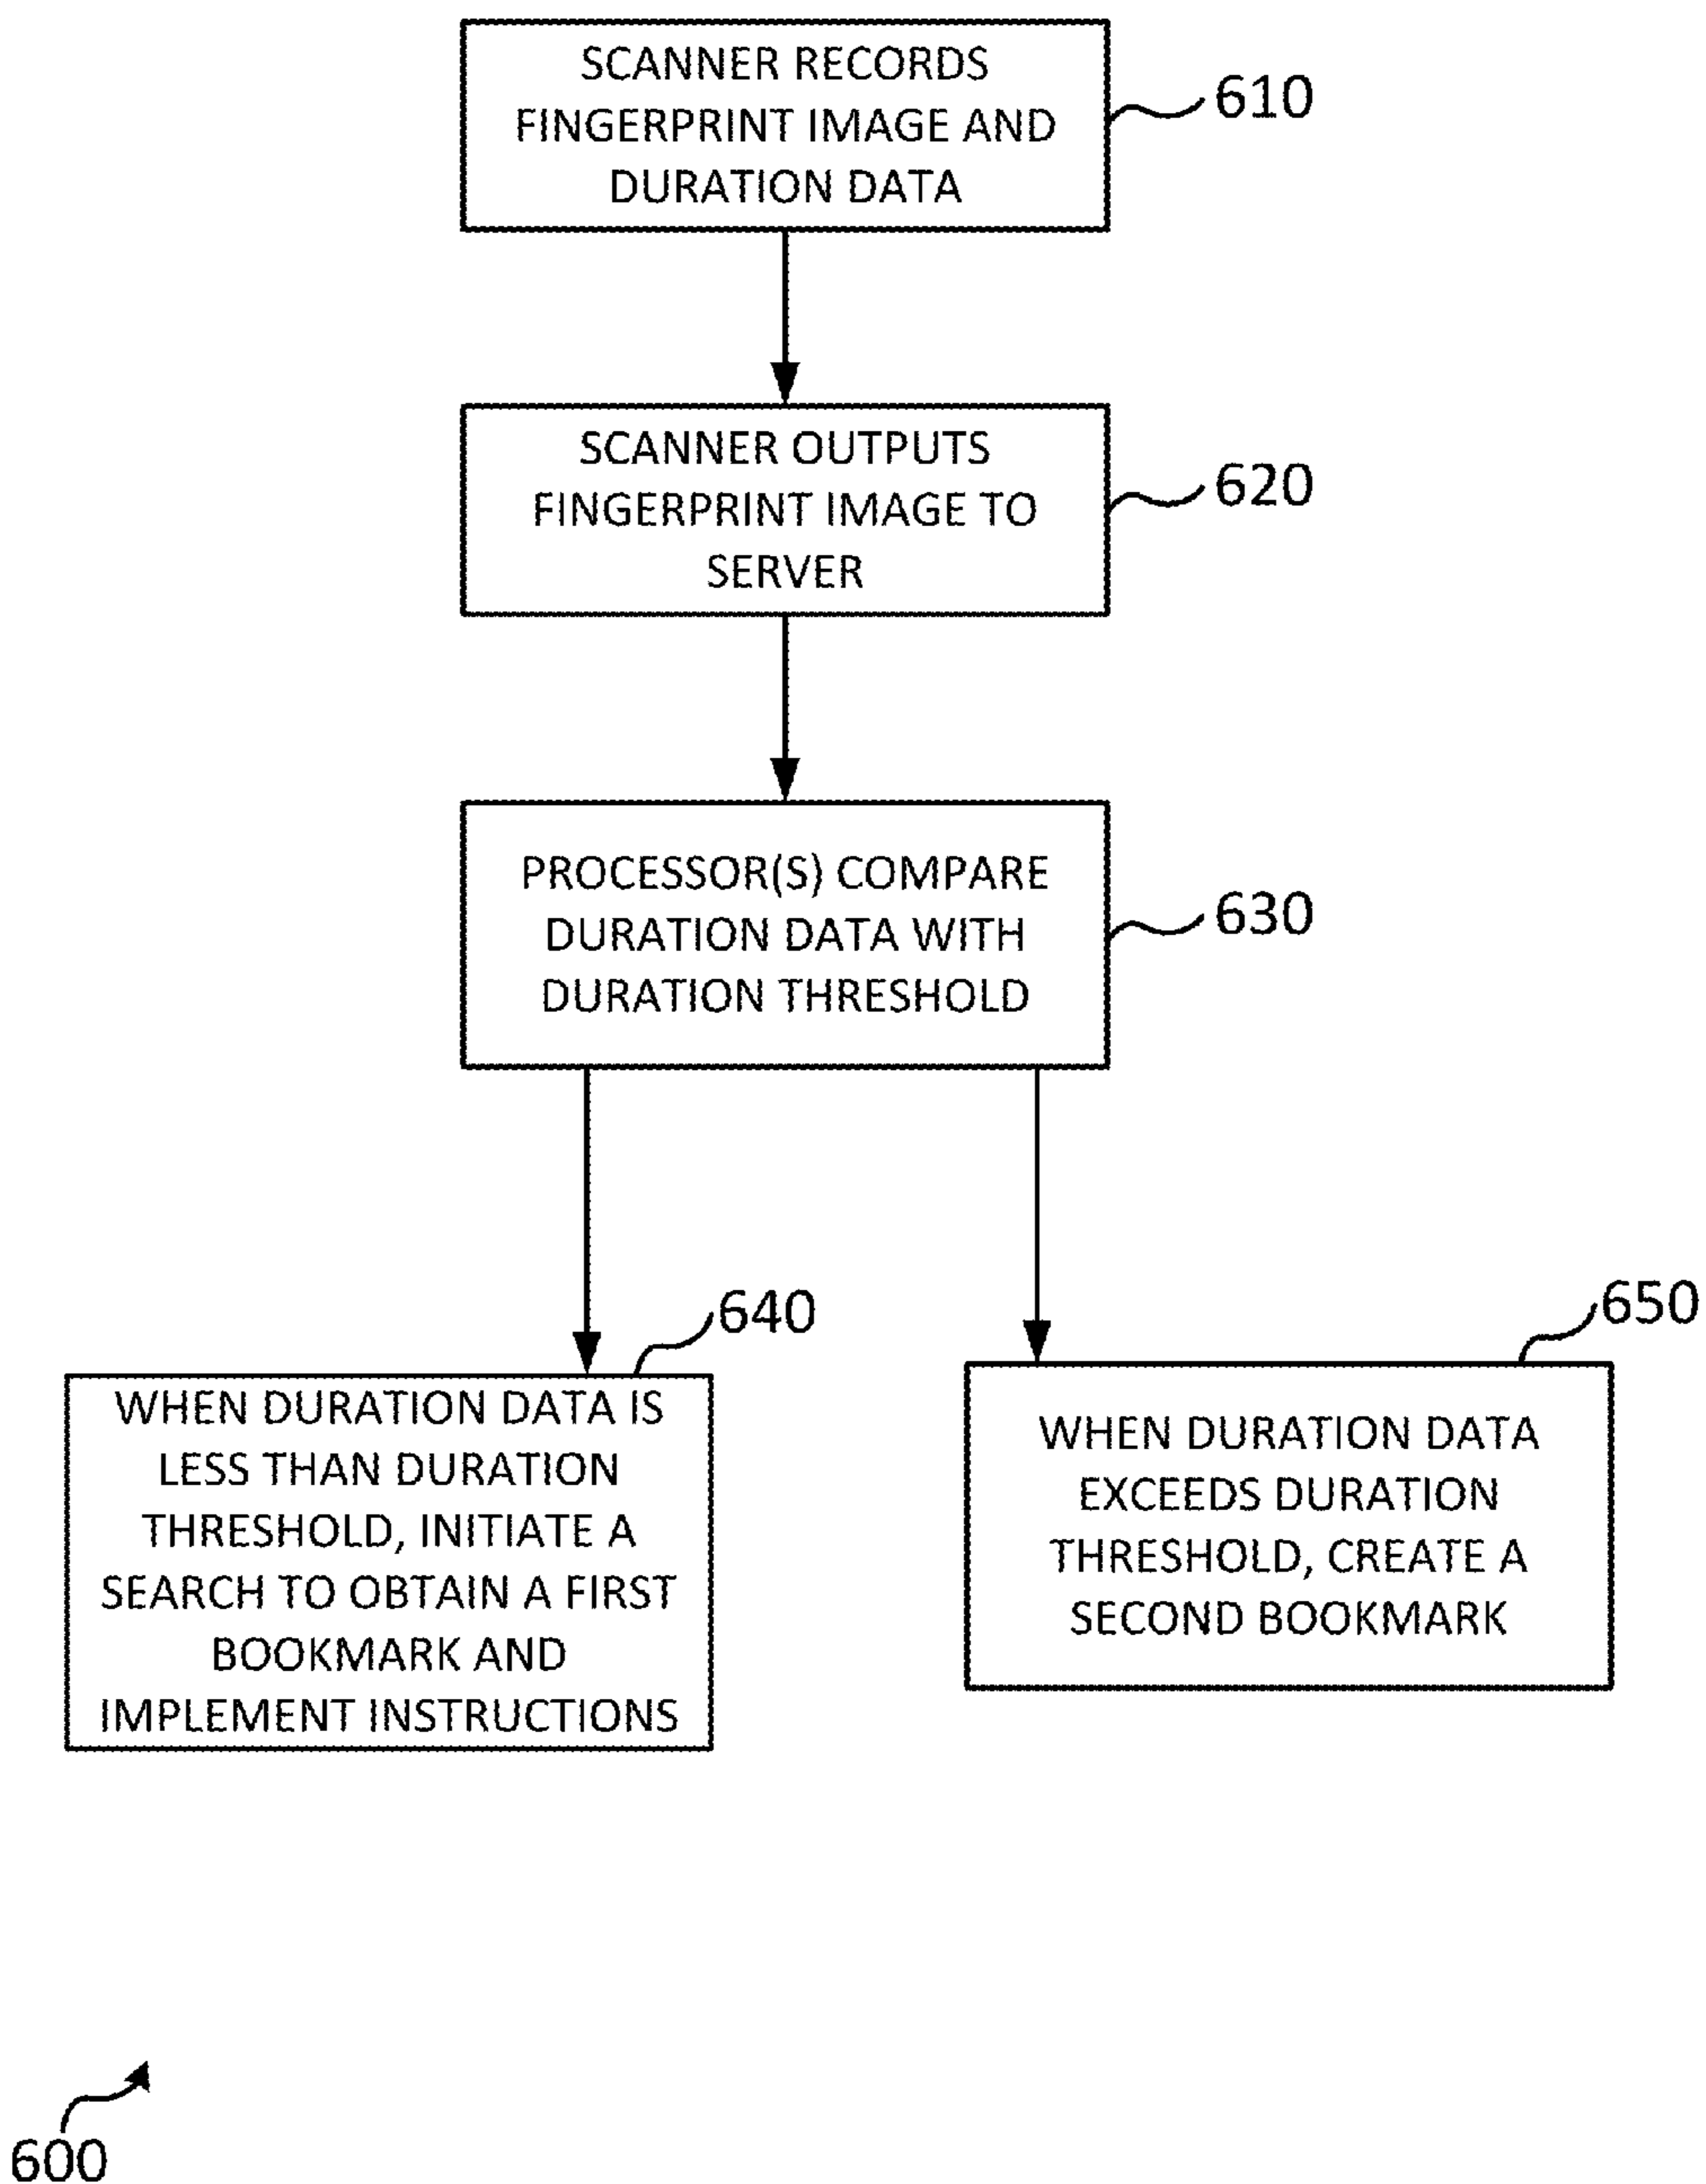 SCANNER RECORDS
FINGERPRINT IMAGE AND
DURATION DATA
610
SCANNER OUTPUTS
FINGERPRINT IMAGE TO
SERVER
620
PROCESSOR(S) COMPARE
DURATION DATA WITH
DURATION THRESHOLD
630
640
WHEN DURATION DATA IS
LESS THAN DURATION
THRESHOLD, INITIATE A
SEARCH TO OBTAIN A FIRST
BOOKMARK AND
IMPLEMENT INSTRUCTIONS
650
WHEN DURATION DATA
EXCEEDS DURATION
THRESHOLD, CREATE A
SECOND BOOKMARK
600